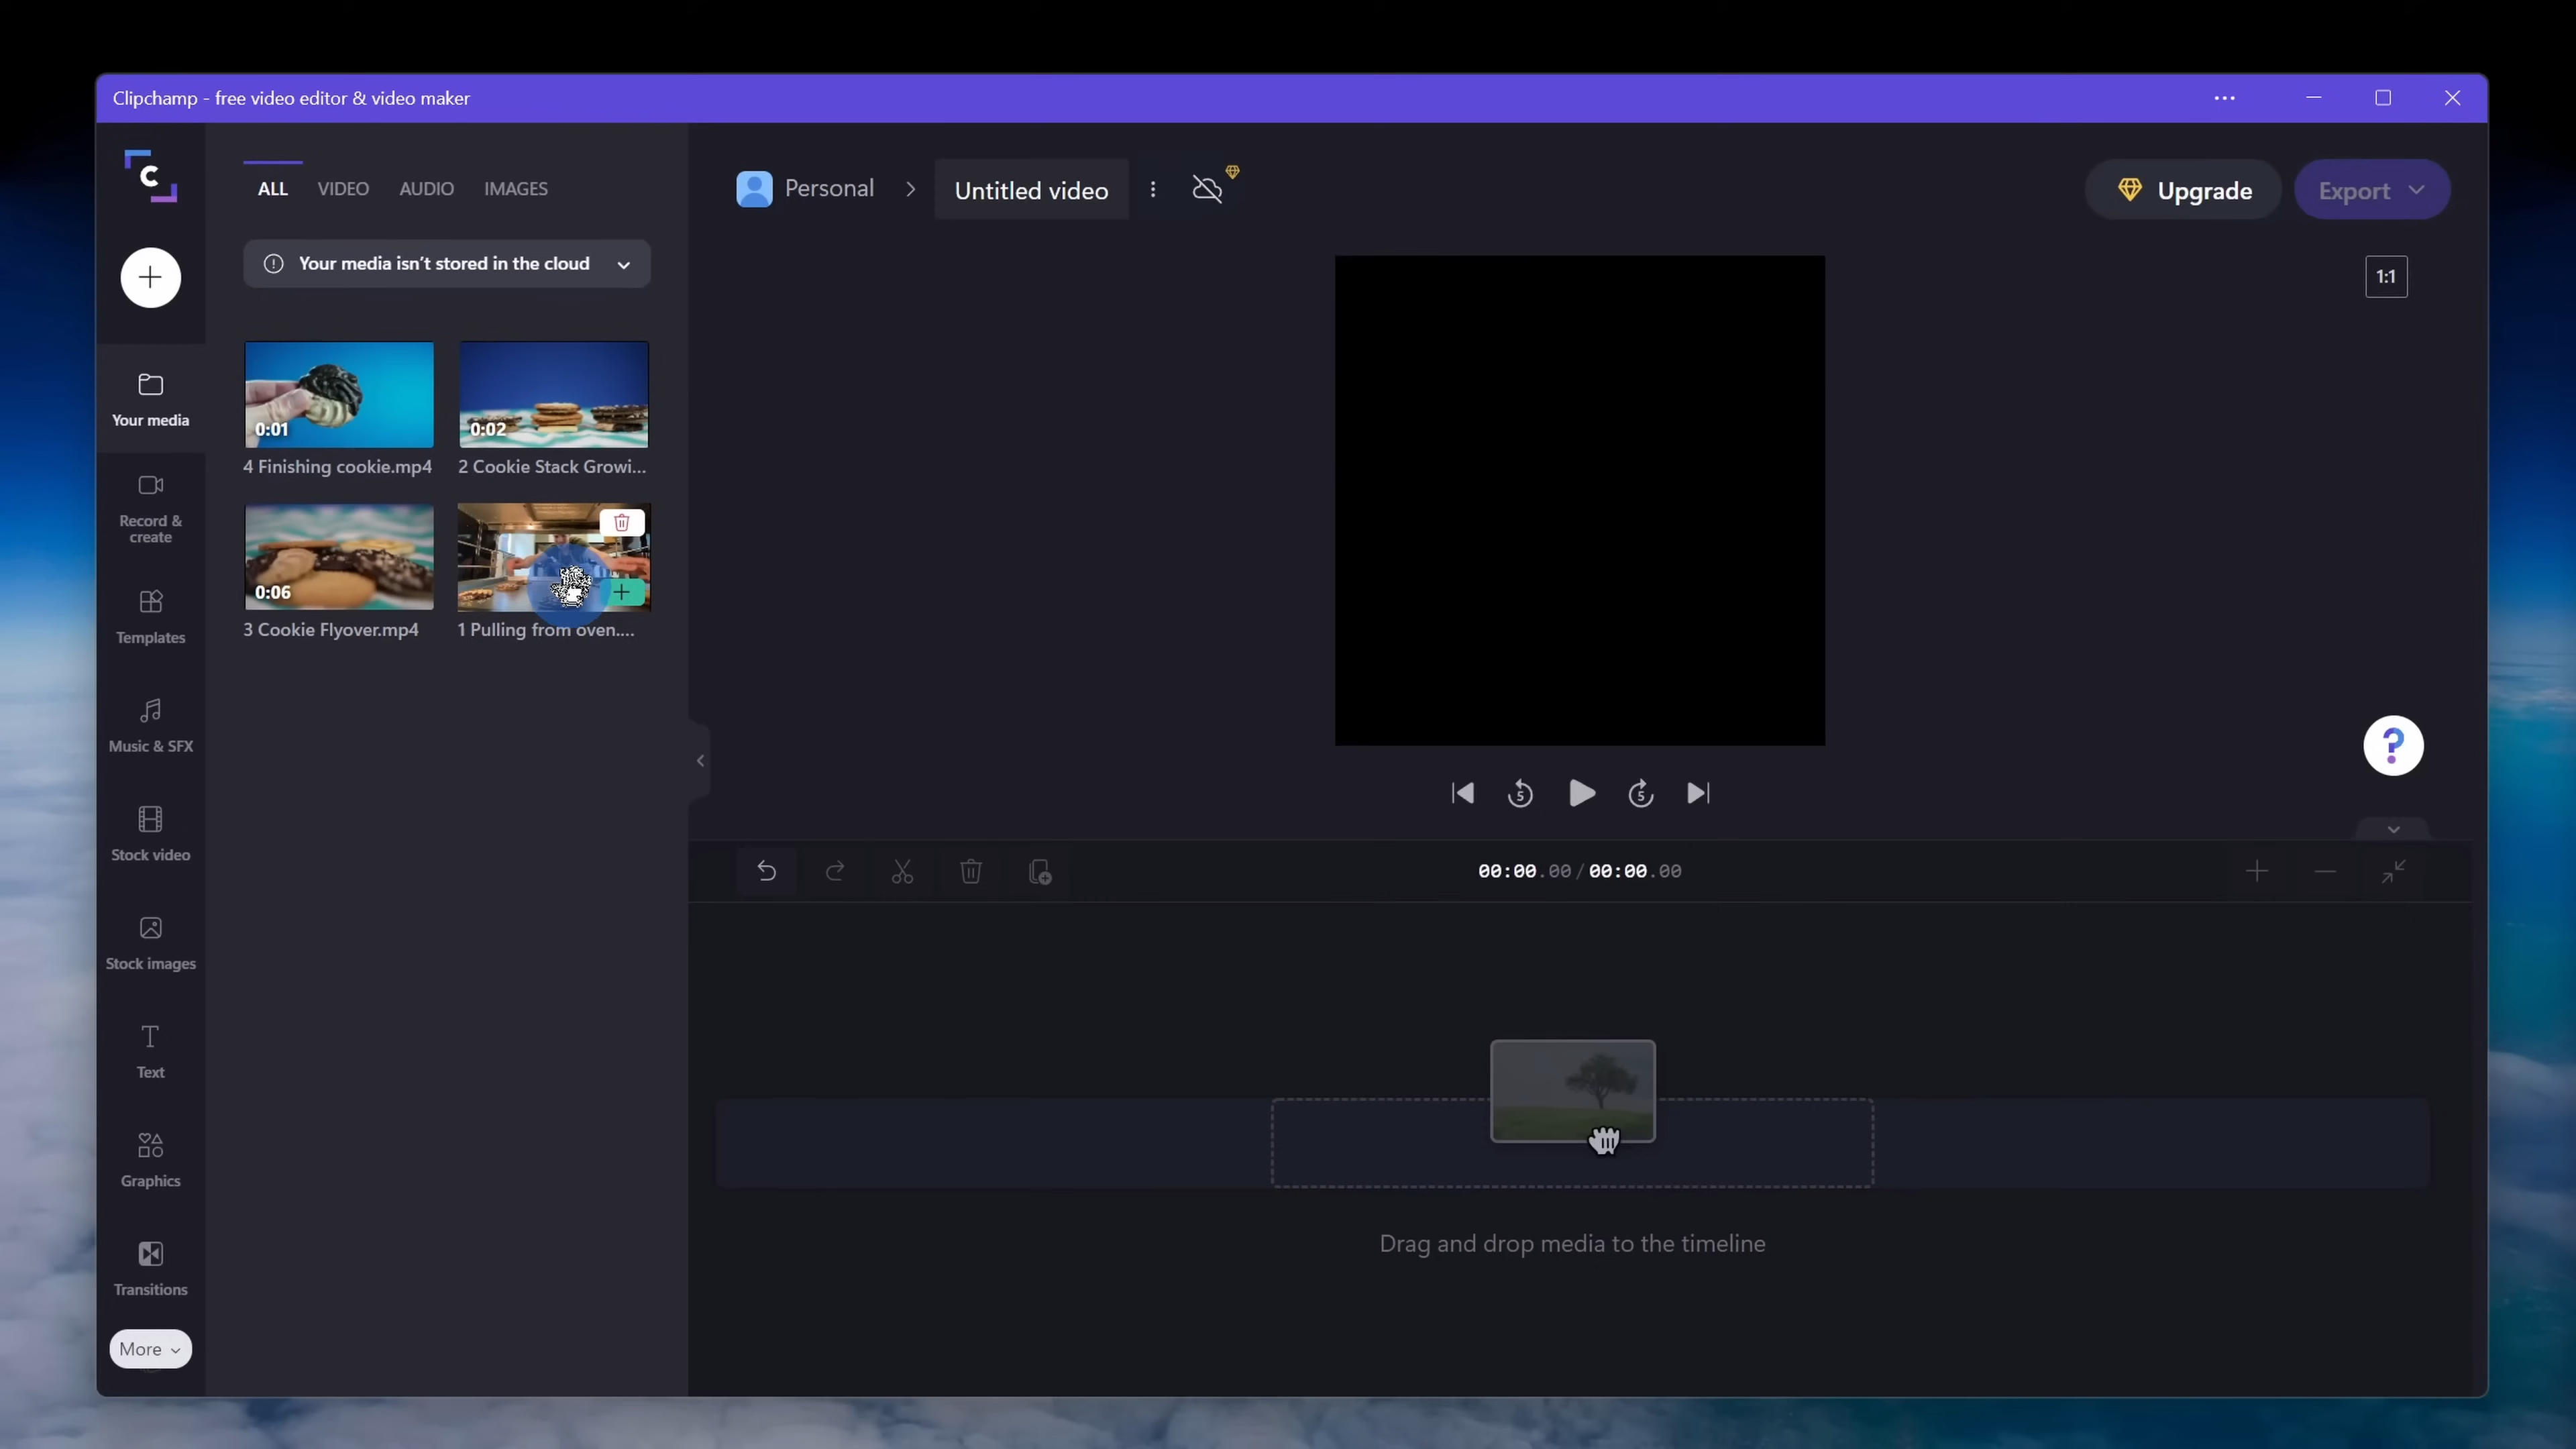 Clipchamp - free video editor & video maker
C
ALL VIDEO AUDIO IMAGES
Personal
Untitled video
Upgrade
Export
Your media isn't stored in the cloud
1:1
Your media
0:01
0:02
4 Finishing cookie.mp4
2 Cookie Stack Growi...
Record &
create
0:06
3 Cookie Flyover.mp4
1 Pulling from oven....
Templates
Music & SFX
5
5
?
Stock video
00:00.00 / 00:00.00
Stock images
Text
Graphics
Drag and drop media to the timeline
Transitions
More